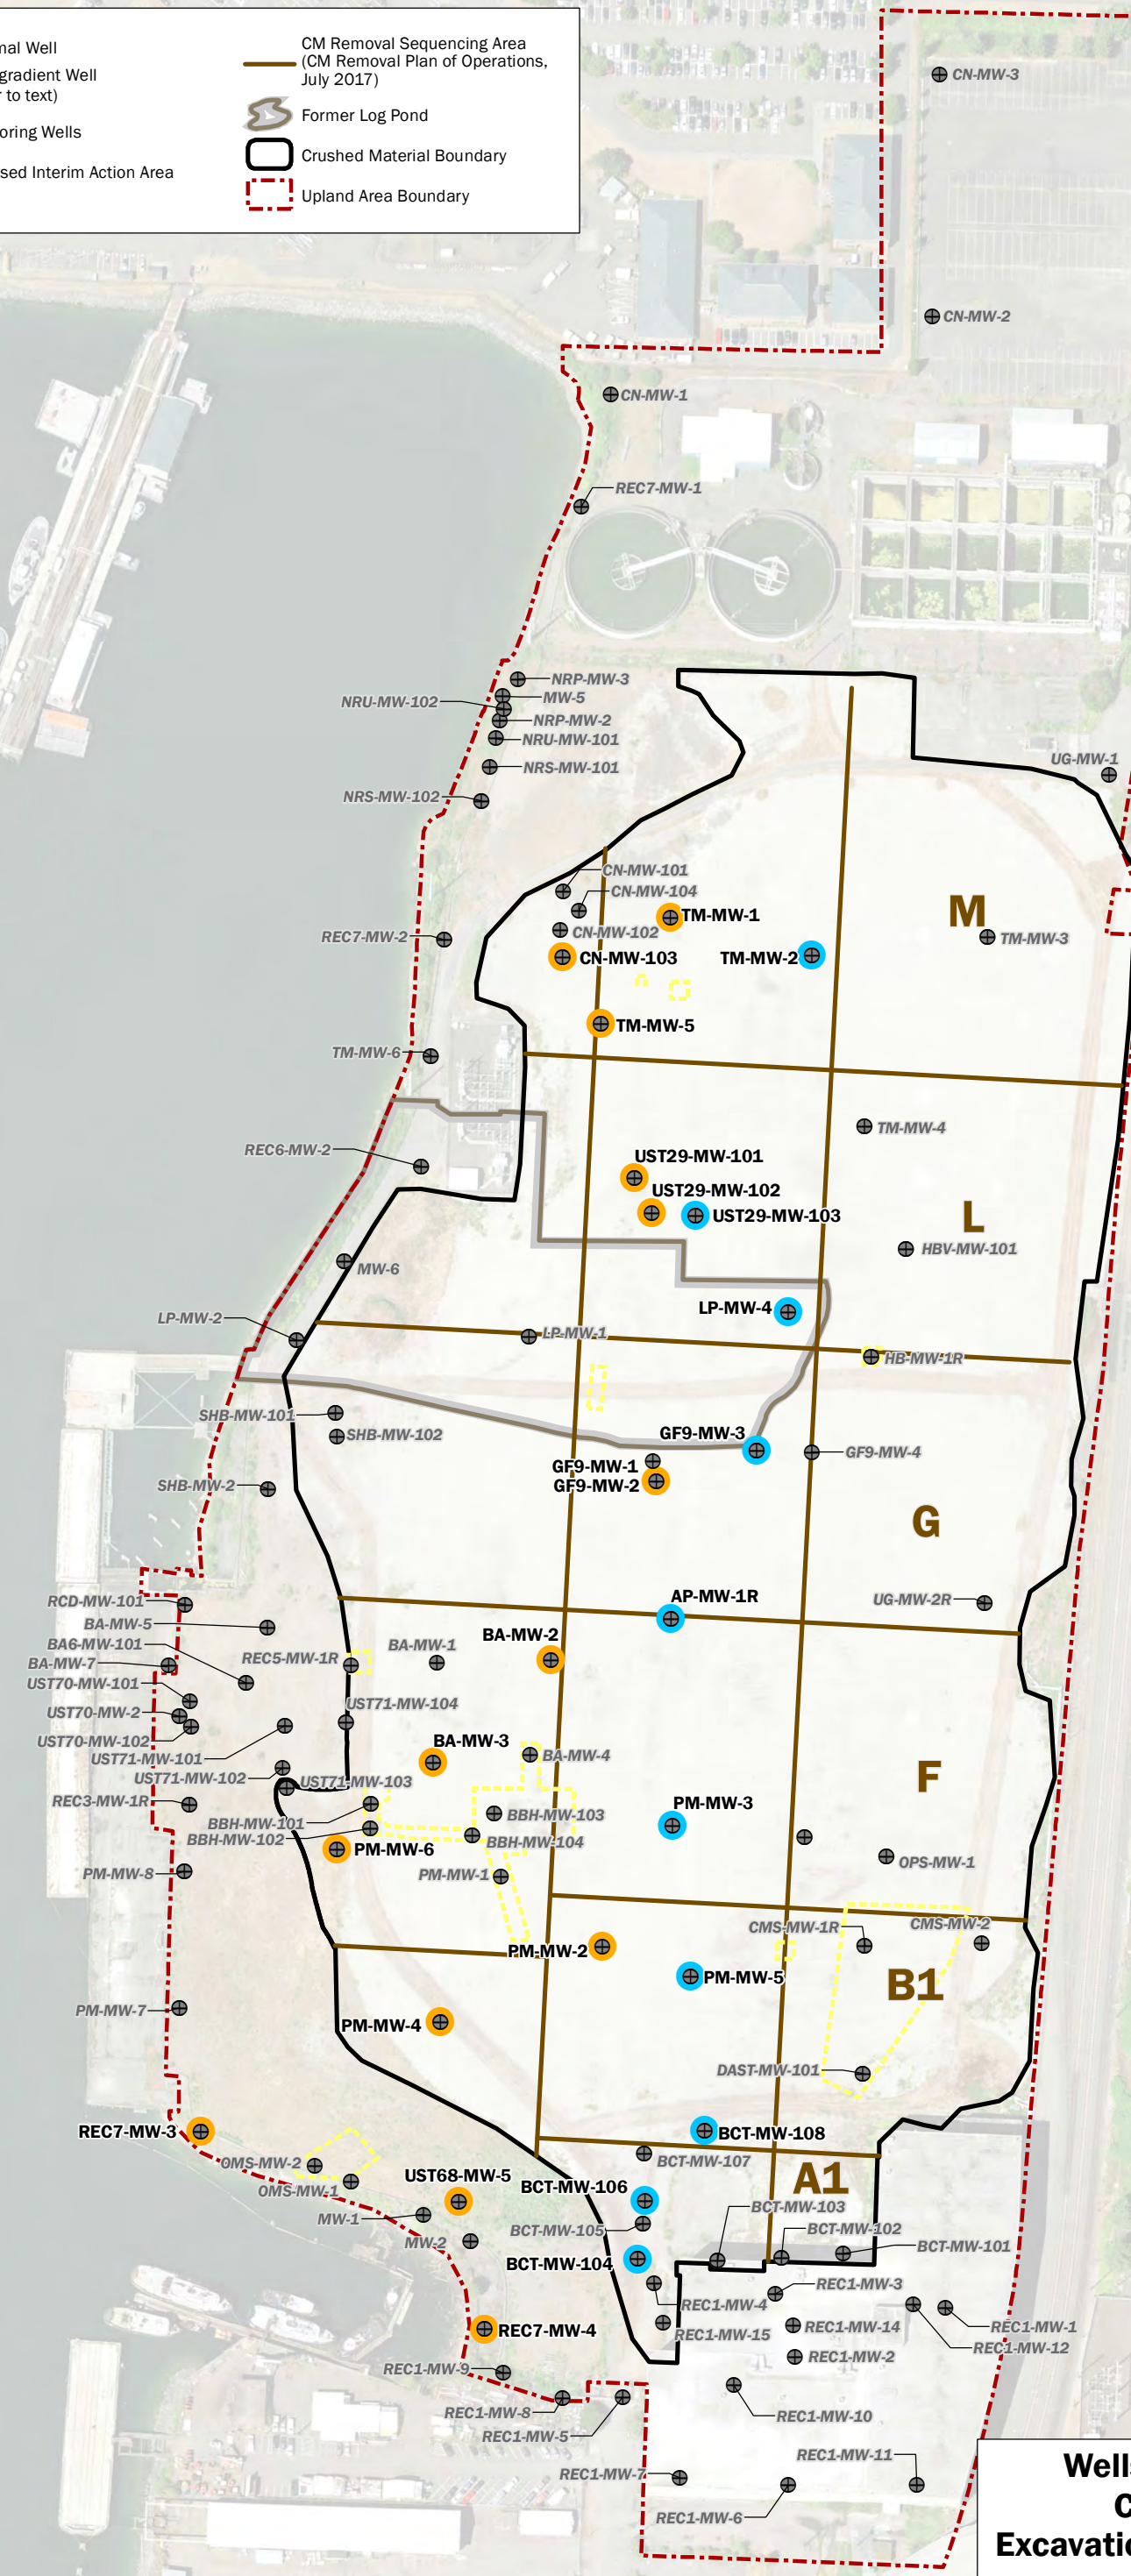 nal Well
gradient Well
r to text)
oring Wells
sed Interim Action Area
CM Removal Sequencing Area
(CM Removal Plan of Operations,
July 2017)
Former Log Pond
Crushed Material Boundary
Upland Area Boundary
CN-MW-3
CN-MW-2
CN-MW-1
REC7-MW-1
NRP-MW-3
MW-5
NRU-MW-102
NRP-MW-2
NRU-MW-101
UG-MW-1
NRS-MW-101
NRS-MW-102
CN-MW-101
CN-MW-104
M
TM-MW-1
CN-MW-102
REC7-MW-2
TM-MW-3
CN-MW-103
TM-MW-2
TM-MW-5
TM-MW-6
TM-MW-4
REC6-MW-2
UST29-MW-101
UST29-MW-102
UST29-MW-103
L
HBV-MW-101
MW-6
LP-MW-4
LP-MW-2
LP-MW-1
HB-MW-1R
SHB-MW-101
SHB-MW-102
GF9-MW-3
GF9-MW-4
GF9-MW-1
GF9-MW-2
SHB-MW-2
G
AP-MW-1R
UG-MW-2R
RCD-MW-101
BA-MW-5
BA-MW-2
BA6-MW-101
BA-MW-1
REC5-MW-1R
BA-MW-7
UST70-MW-101
UST71-MW-104
UST70-MW-2
UST70-MW-102
BA-MW-3
BA-MW-4
UST71-MW-101
UST71-MW-102
UST71-MW-103
F
REC3-MW-1R
PM-MW-3
BBH-MW-103
BBH-MW-101
BBH-MW-102
BBH-MW-104
PM-MW-6
OPS-MW-1
PM-MW-8
PM-MW-1
CMS-MW-1R
CMS-MW-2
PM-MW-2
PM-MW-5
B1
PM-MW-7
PM-MW-4
DAST-MW-101
REC7-MW-3
BCT-MW-108
BCT-MW-107
OMS-MW-2
UST68-MW-5
A1
OMS-MW-1
BCT-MW-106
BCT-MW-103
MW-1
BCT-MW-105
BCT-MW-102
MW-2
BCT-MW-101
BCT-MW-104
REC1-MW-3
REC1-MW-4
REC1-MW-14
REC1-MW-1
REC7-MW-4
REC1-MW-15
REC1-MW-12
REC1-MW-2
REC1-MW-9
REC1-MW-8
REC1-MW-10
REC1-MW-5
REC1-MW-11
REC1-MW-7
REC1-MW-6
Wells
C
Excavatio